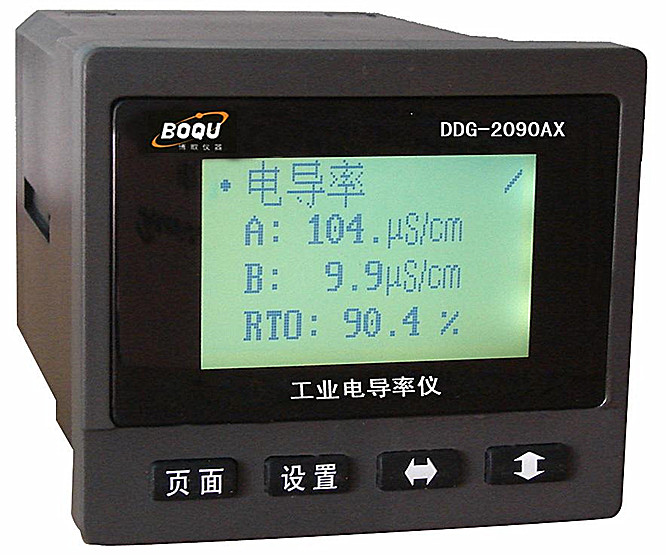 BOQU
博取仪器
DDG-2090AX
电导率
A: 104.μS/cm
B: 9.9μS/cm
RTO: 90.4 %
工业电导率仪
页面
设置